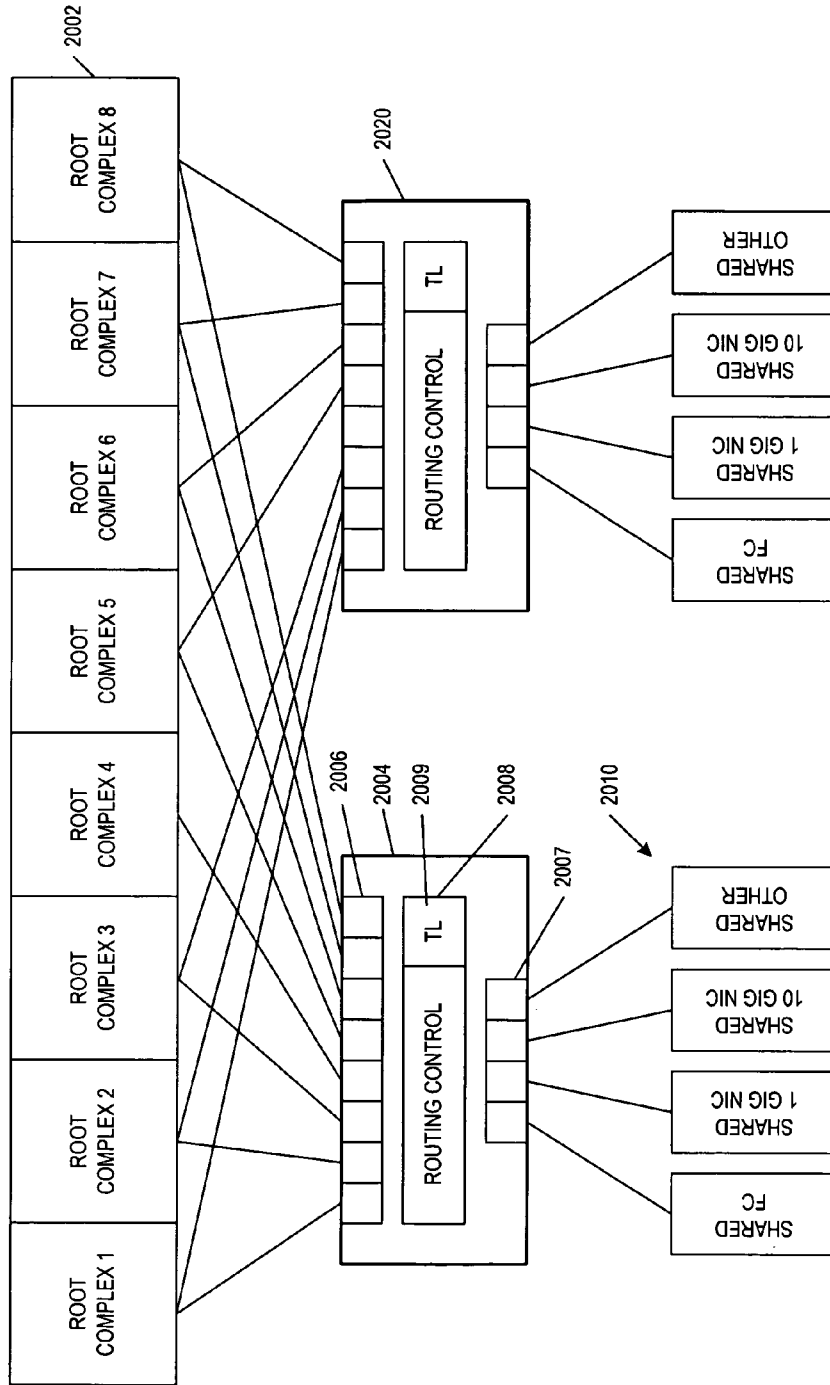 2002
ROOT
COMPLEX 1
ROOT
COMPLEX 2
ROOT
COMPLEX 3
ROOT
COMPLEX 4
ROOT
COMPLEX 5
ROOT
COMPLEX 6
ROOT
COMPLEX 7
ROOT
COMPLEX 8
2006
2004
2009
2008
ROUTING CONTROL
TL
2007
2010
SHARED
FC
SHARED
1 GIG NIC
SHARED
10 GIG NIC
SHARED
OTHER
2020
ROUTING CONTROL
TL
SHARED
FC
SHARED
1 GIG NIC
SHARED
10 GIG NIC
SHARED
OTHER